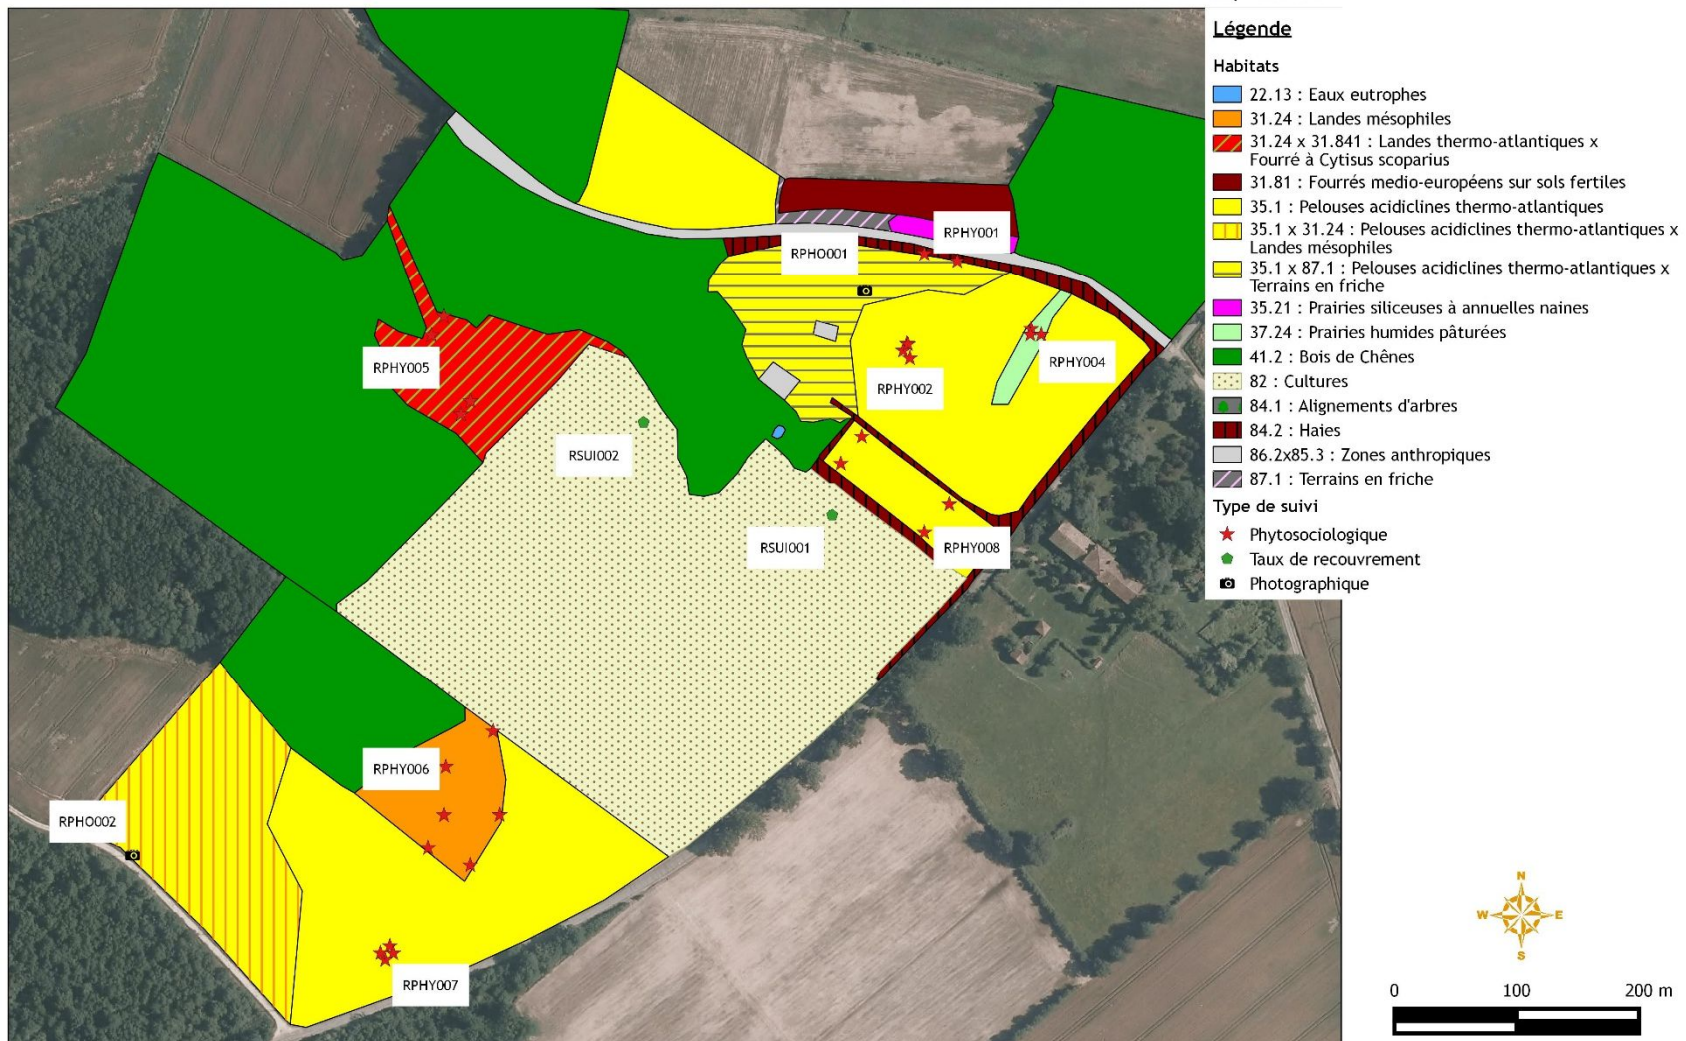 Légende
Habitats
22.13 : Eaux eutrophes
31.24 : Landes mésophiles
31.24 x 31.841 : Landes thermo-atlantiques x
Fourré à Cytisus scoparius
31.81 : Fourrés medio-européens sur sols fertiles
35.1 : Pelouses acidiclines thermo-atlantiques
35.1 x 31.24 : Pelouses acidiclines thermo-atlantiques x
Landes mésophiles
35.1 x 87.1 : Pelouses acidiclines thermo-atlantiques x
Terrains en friche
35.21 : Prairies siliceuses à annuelles naines
37.24 : Prairies humides pâturées
41.2 : Bois de Chênes
82 : Cultures
84.1 : Alignements d'arbres
84.2 : Haies
86.2x85.3 : Zones anthropiques
87.1 : Terrains en friche
Type de suivi
Phytosociologique
Taux de recouvrement
Photographique
RPHY001
RPHO001
RPHY005
RPHY002
RPHY004
RSUI002
RSUI001
RPHY008
RPHY006
RPHO002
RPHY007
N
W
E
S
0
100
200 m